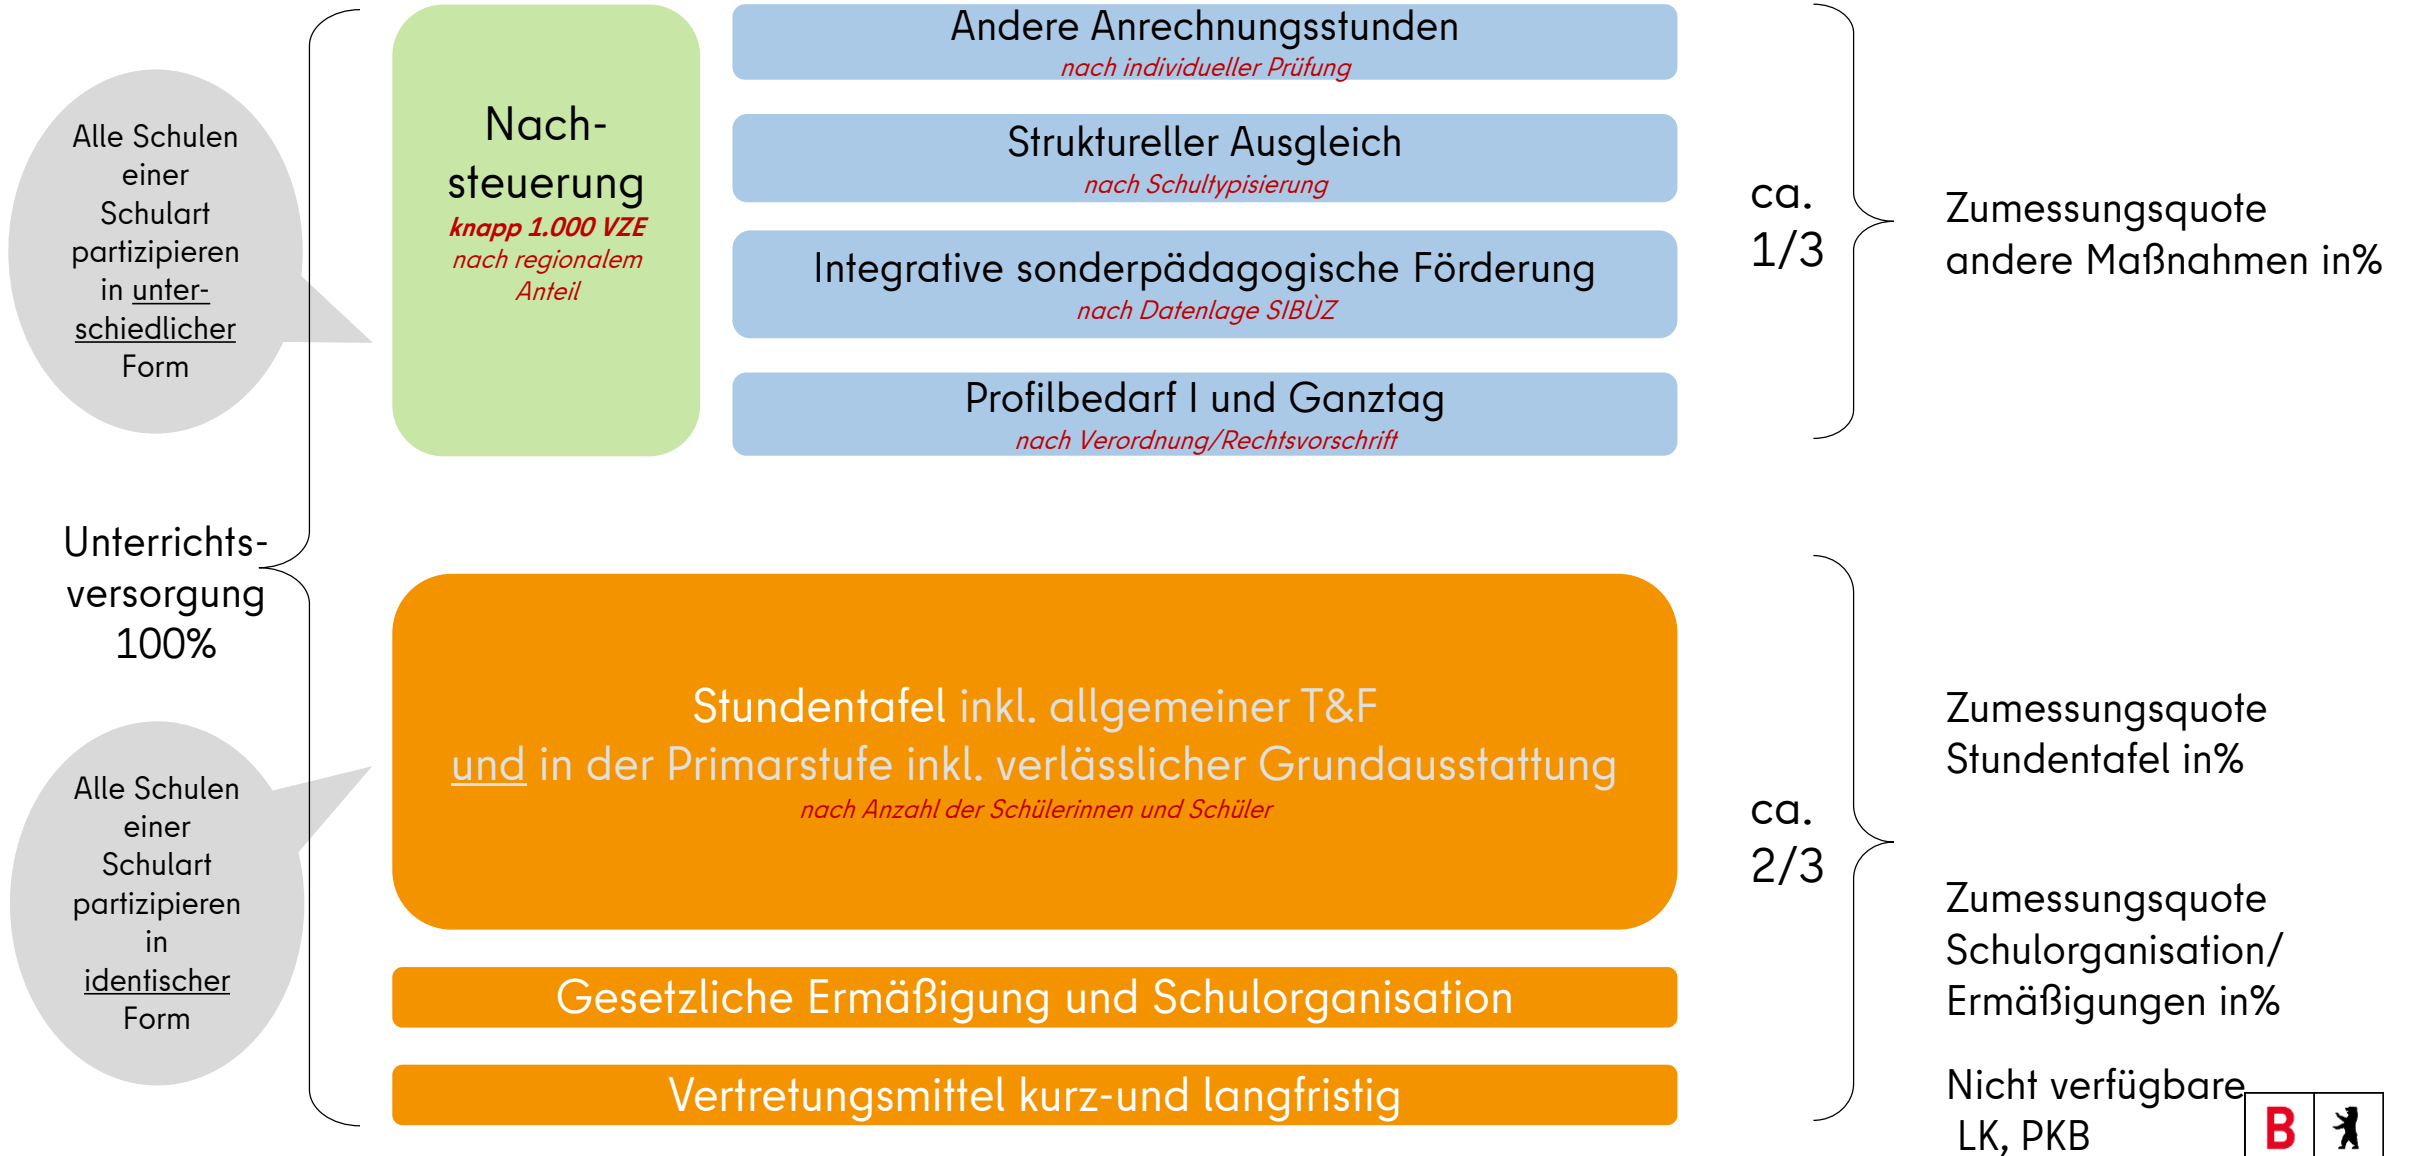 Alle Schulen
einer
Schulart
partizipieren
in unter-
schiedlicher
Form
Unterrichts-
versorgung
100%
Alle Schulen
einer
Schulart
partizipieren
in
identischer
Form
Nach-
steuerung
knapp 1.000 VZE
nach regionalem
Anteil
Andere Anrechnungsstunden
nach individueller Prüfung
Struktureller Ausgleich
nach Schultypisierung
Integrative sonderpädagogische Förderung
nach Datenlage SIBÙZ
Profilbedarf I und Ganztag
nach Verordnung/Rechtsvorschrift
ca.
1/3
Zumessungsquote
andere Maßnahmen in%
Stundentafel inkl. allgemeiner T&F
und in der Primarstufe inkl. verlässlicher Grundausstattung
nach Anzahl der Schülerinnen und Schüler
Gesetzliche Ermäßigung und Schulorganisation
Vertretungsmittel kurz-und langfristig
ca.
2/3
Zumessungsquote
Stundentafel in%
Zumessungsquote
Schulorganisation/
Ermäßigungen in%
Nicht verfügbare
LK, PKB
B